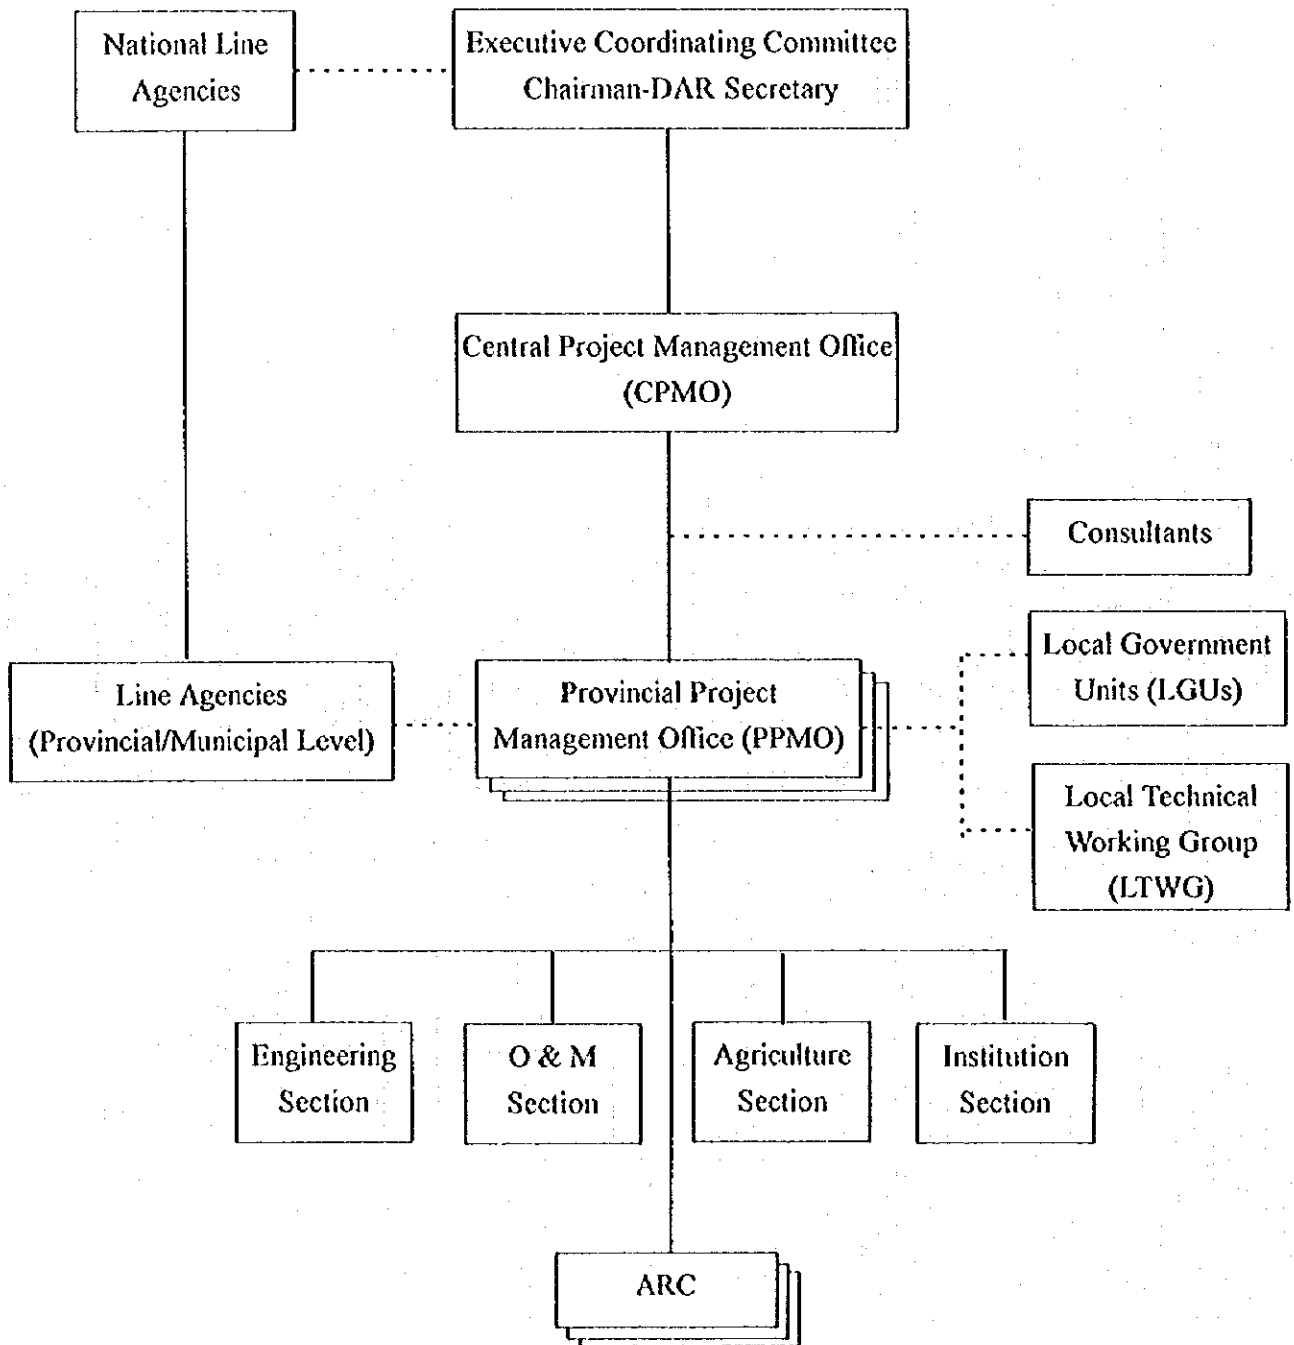 National Line
Agencies
Executive Coordinating Committee
Chairman-DAR Secretary
Central Project Management Office
(CPMO)
Consultants
Local Government
Units (LGUs)
Line Agencies
(Provincial/Municipal Level)
Provincial Project
Management Office (PPMO)
Local Technical
Working Group
(LTWG)
Engineering
Section
O & M
Section
Agriculture
Section
Institution
Section
ARC